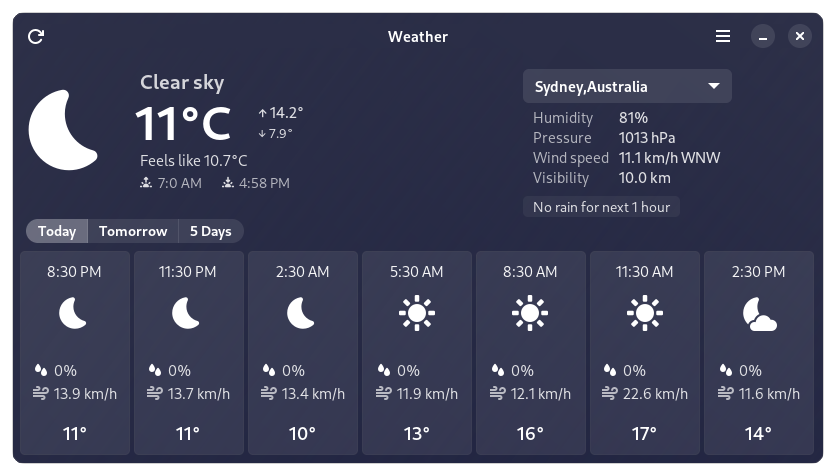 Weather
Clear sky
11°C
14.2°
7.9°
Feels like 10.7°C
7:0 AM 4:58 PM
Sydney,Australia
Humidity 81%
Pressure 1013 hPa
Wind speed 11.1 km/h WNW
Visibility 10.0 km
No rain for next 1 hour
Today Tomorrow 5 Days
8:30 PM 11:30 PM 2:30 AM 5:30 AM 8:30 AM 11:30 AM 2:30 PM
0% 0% 0% 0% 0% 0% 0%
13.9 km/h 13.7 km/h 13.4 km/h 11.9 km/h 12.1 km/h 22.6 km/h 11.6 km/h
11° 11° 10° 13° 16° 17° 14°